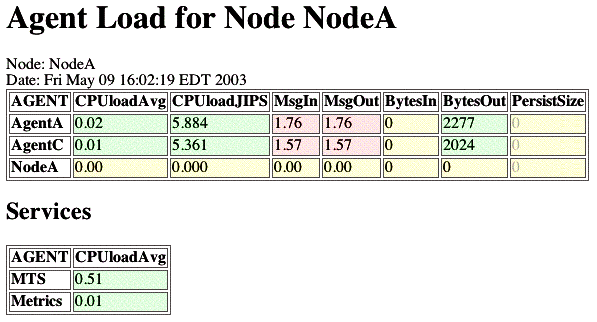 Agent Load for Node NodeA
Node: NodeA
Date: Fri May 09 16:02:19 EDT 2003
AGENT CPUloadAvg CPUloadJIPS MsgIn MsgOut BytesIn BytesOut PersistSize
AgentA 0.02 5.884 1.76 1.76 0 2277 0
AgentC 0.01 5.361 1.57 1.57 0 2024 0
NodeA 0.00 0.000 0.00 0.00 0 0 0
Services
AGENT CPUloadAvg
MTS 0.51
Metrics 0.01